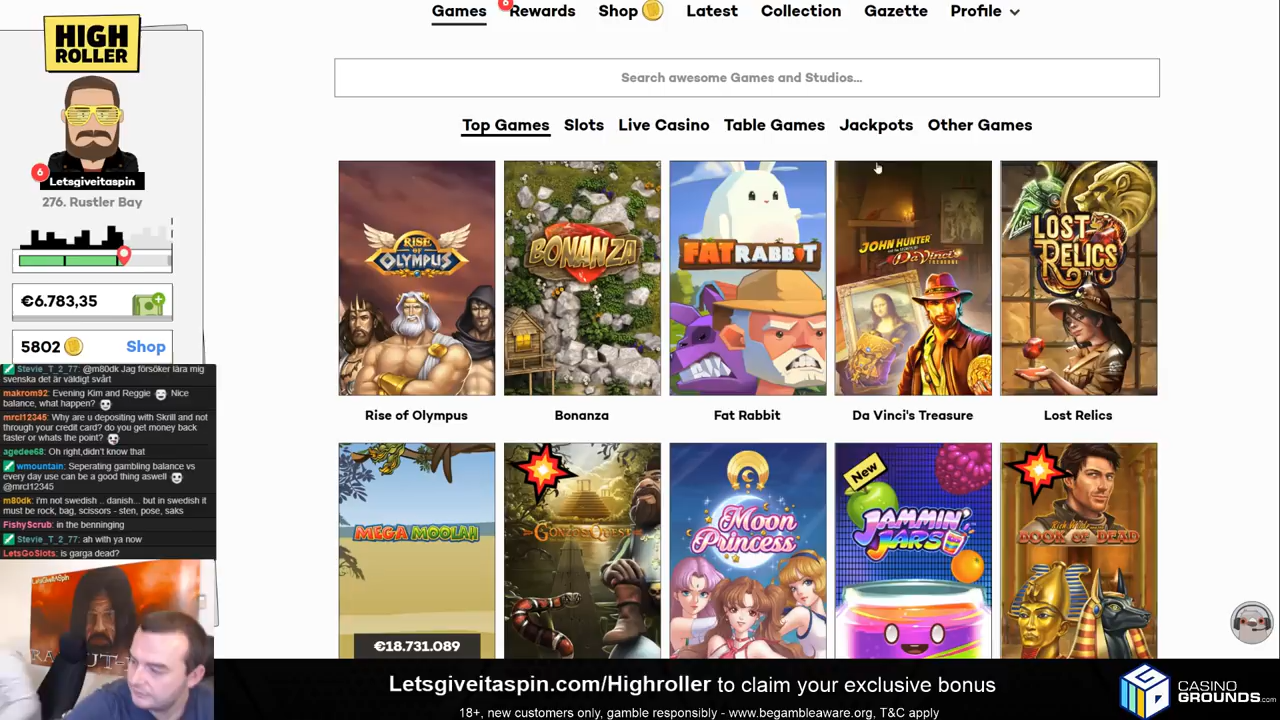 Games
6
Rewards
Shop
Latest
Collection
Gazette
Profile
HIGH
ROLLER
Search awesome Games and Studios...
Top Games
Slots
Live Casino
Table Games
Jackpots
Other Games
6
Letsgiveitaspin
276. Rustler Bay
€6.783,35
5802
Shop
RISE OF OLYMPUS
BONANZA
FAT RABBIT
JOHN HUNTER
Da Vinci's
TREASURE
LOST
RELICS
Rise of Olympus
Bonanza
Fat Rabbit
Da Vinci's Treasure
Lost Relics
Stevie_T_2_77: @m80dk Jag försöker lära mig
svenska det är väldigt svårt
makrom92: Evening Kim and Reggie Nice
balance, what happen?
mrcl12345: Why are u depositing with Skrill and not
through your credit card? do you get money back
faster or whats the point?
agedee68: Oh right,didn't know that
wmountain: Seperating gambling balance vs
every day use can be a good thing aswell
@mrcl12345
m80dk: i'm not swedish .. danish... but in swedish it
must be rock, bag, scissors - sten, pose, saks
FishyScrub: in the benninging
Stevie_T_2_77: ah with ya now
LetsGoSlots: is garga dead?
MEGA MOOLAH
€18.731.089
GONZO'S QUEST
Moon
Princess
New
JAMMIN'
JARS
Rich Wilde
BOOK OF DEAD
LetsGiveItASpin
Letsgiveitaspin.com/Highroller to claim your exclusive bonus
18+, new customers only, gamble responsibly - www.begambleaware.org, T&C apply
CASINO
GROUNDS.com